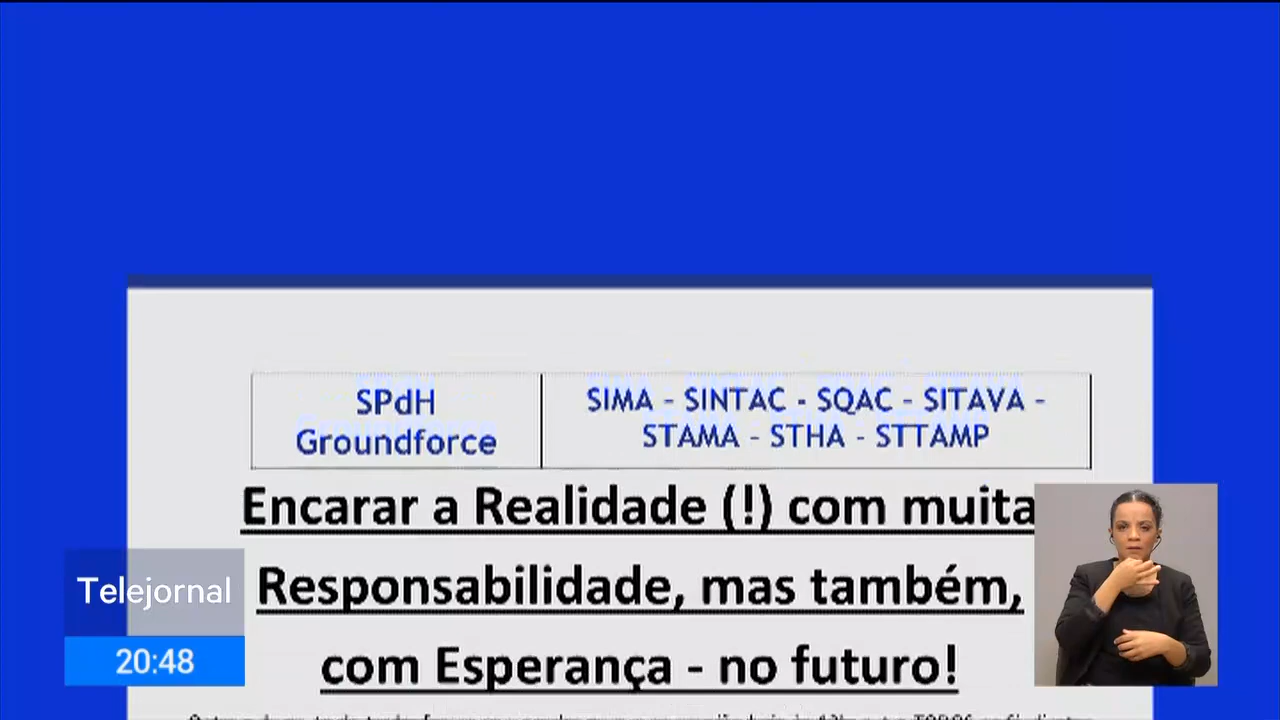 SPdH
Groundforce
SIMA - SINTAC - SQAC - SITAVA -
STAMA - STHA - STTAMP
Encarar a Realidade (!) com muita
Responsabilidade, mas também,
com Esperança - no futuro!
Telejornal
20:48